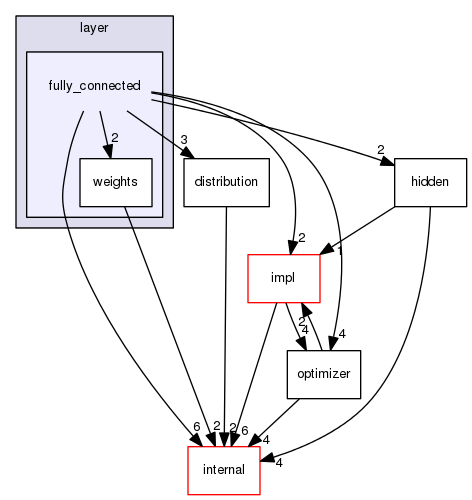 layer
fully_connected
2
3
2
weights
distribution
hidden
2
1
impl
2
4
4
optimizer
6
2
2
6
4
4
internal